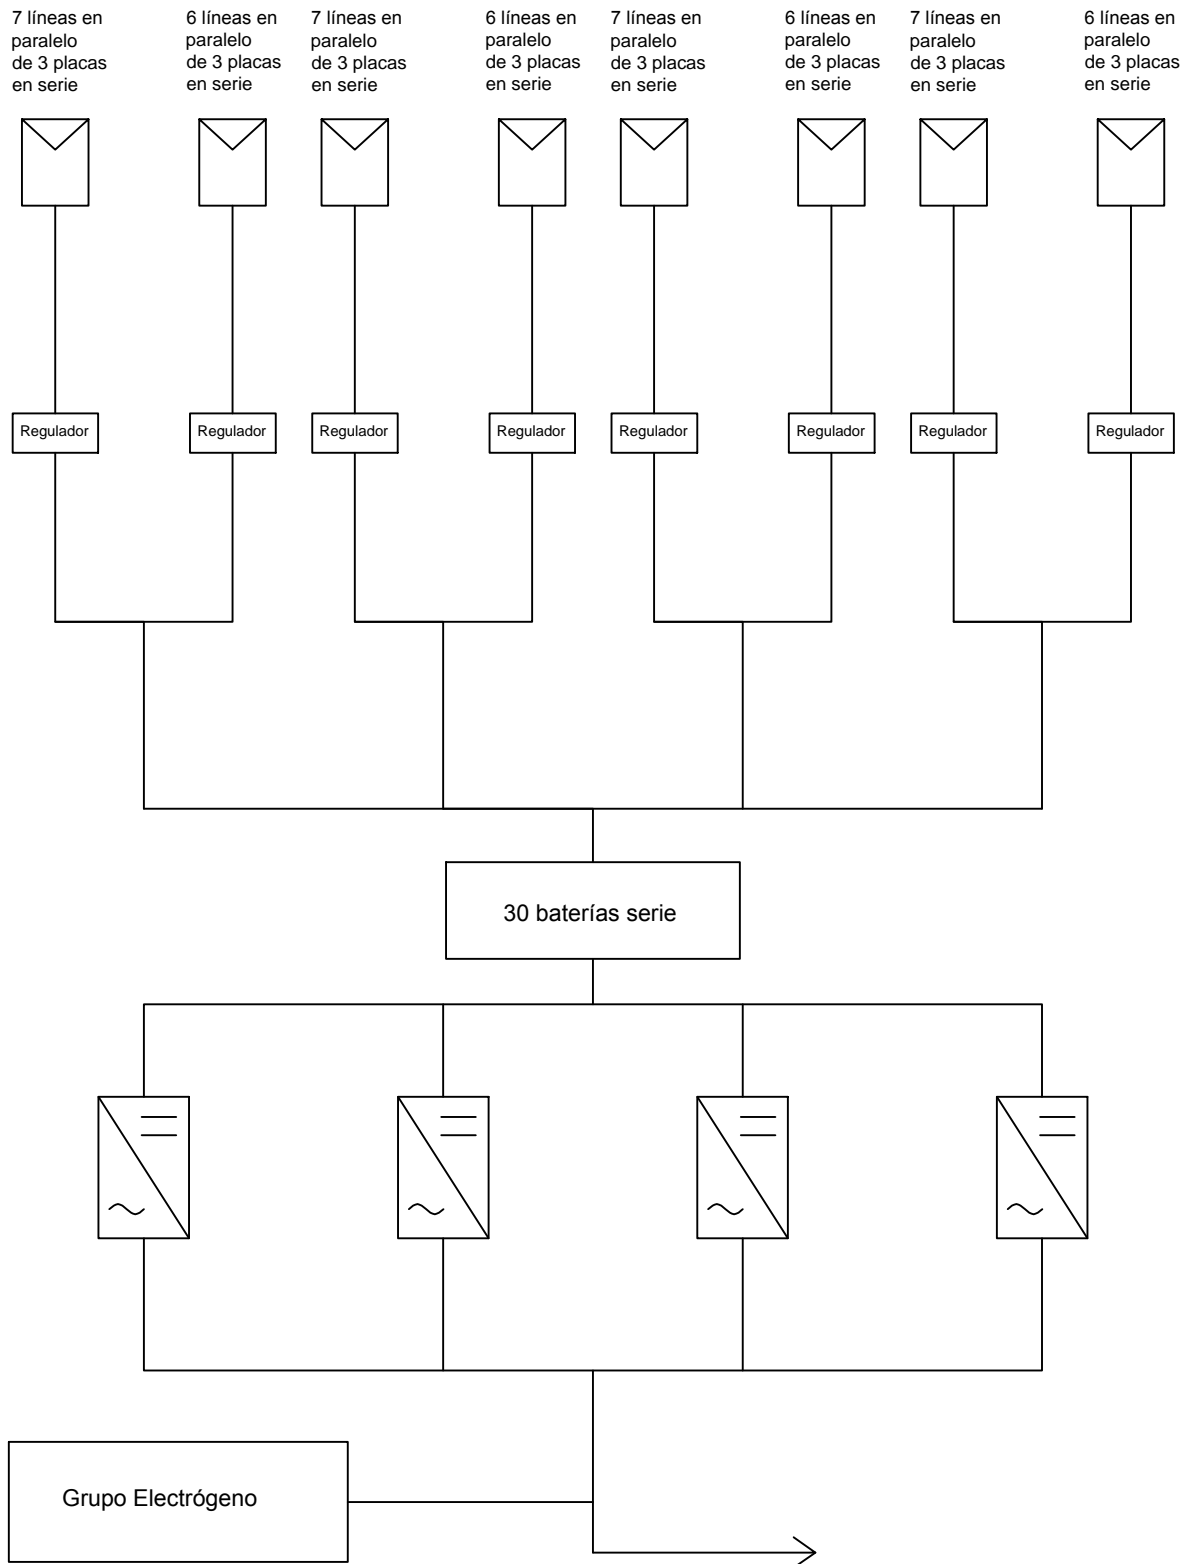 7 líneas en
paralelo
de 3 placas
en serie
6 líneas en
paralelo
de 3 placas
en serie
7 líneas en
paralelo
de 3 placas
en serie
6 líneas en
paralelo
de 3 placas
en serie
7 líneas en
paralelo
de 3 placas
en serie
6 líneas en
paralelo
de 3 placas
en serie
7 líneas en
paralelo
de 3 placas
en serie
6 líneas en
paralelo
de 3 placas
en serie
Regulador
Regulador
Regulador
Regulador
Regulador
Regulador
Regulador
Regulador
30 baterías serie
Grupo Electrógeno